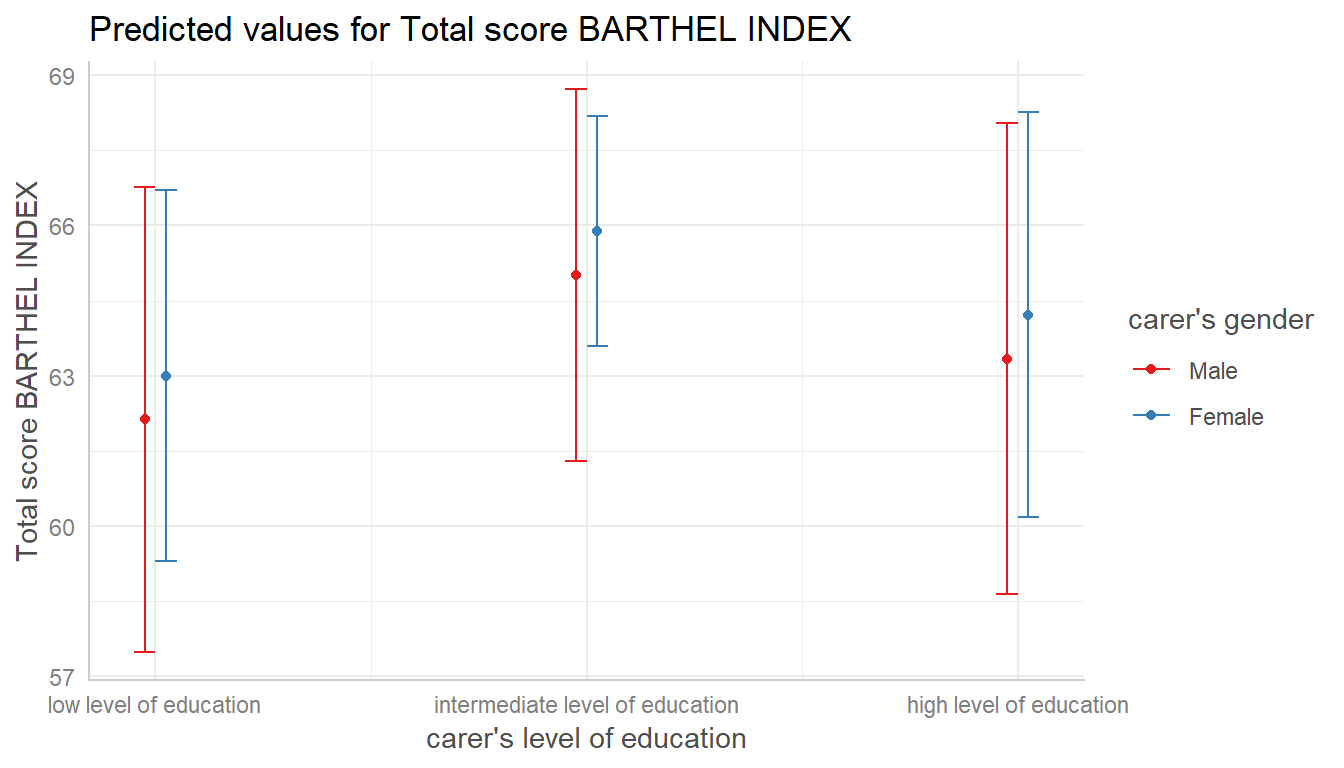 Predicted values for Total score BARTHEL INDEX
Total score BARTHEL INDEX
69
66
63
60
57
low level of education
intermediate level of education
high level of education
carer's level of education
carer's gender
Male
Female